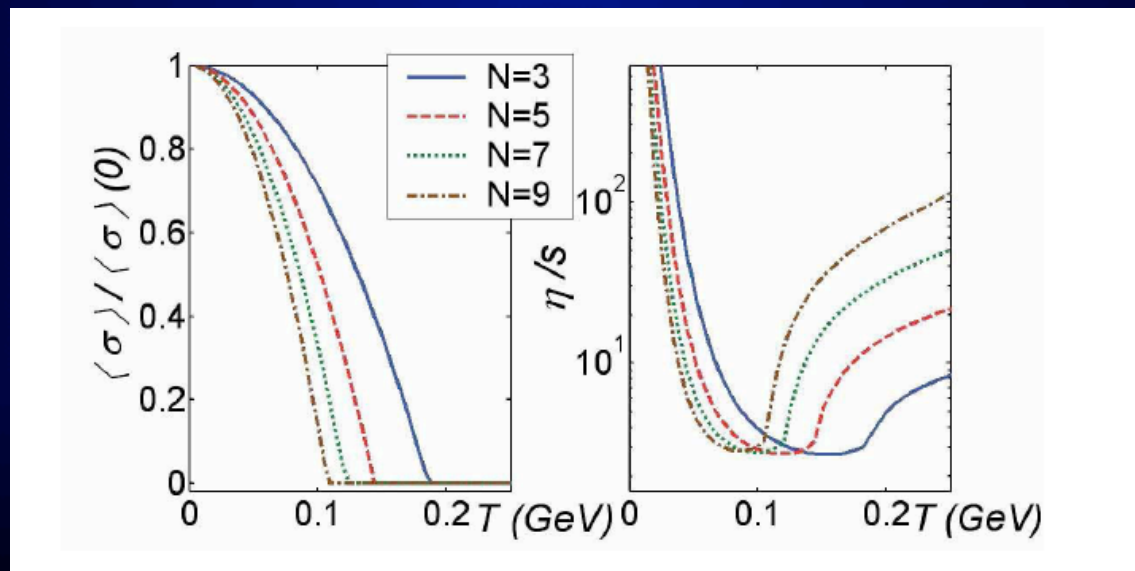 1
0.8
0.6
0.4
0.2
0
⟨σ⟩/⟨σ⟩(0)
0 0.1 0.2 T (GeV)
N=3
N=5
N=7
N=9
η/s
10²
10¹
0 0.1 0.2 T (GeV)